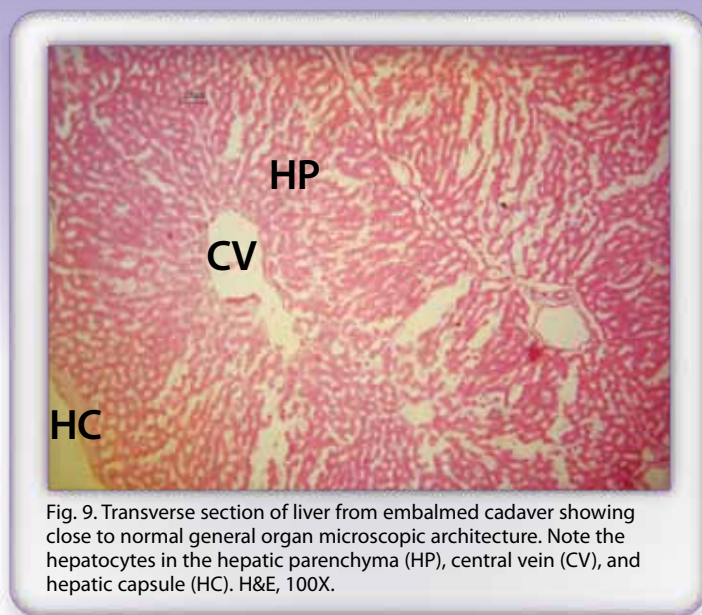 HP
CV
HC
Fig. 9. Transverse section of liver from embalmed cadaver showing
close to normal general organ microscopic architecture. Note the
hepatocytes in the hepatic parenchyma (HP), central vein (CV), and
hepatic capsule (HC). H&E, 100X.